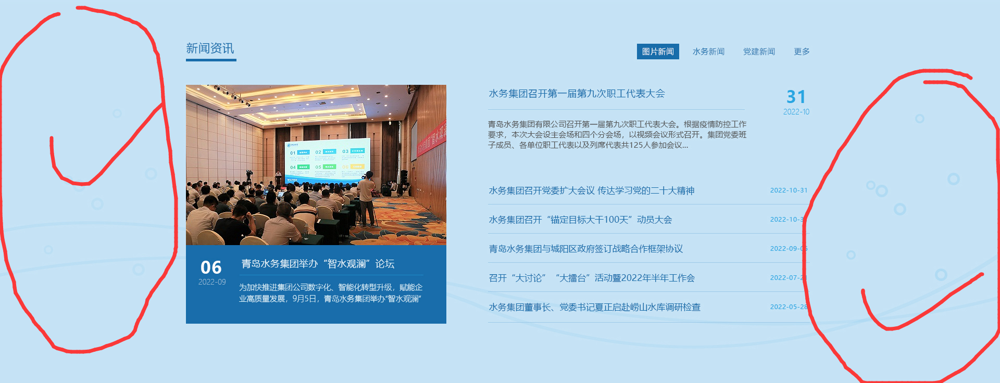 新闻资讯
图片新闻 水务新闻 党建新闻 更多
01 02 03
04 05 06
WATER
06
2022-09
青岛水务集团举办“智水观澜”论坛
为加快推进集团公司数字化、智能化转型升级，赋能企
业高质量发展，9月5日，青岛水务集团举办“智水观澜”
水务集团召开第一届第九次职工代表大会
31
2022-10
青岛水务集团有限公司召开第一届第九次职工代表大会。根据疫情防控工作
要求，本次大会设主会场和四个分会场，以视频会议形式召开。集团党委班
子成员、各单位职工代表以及列席代表共125人参加会议...
水务集团召开党委扩大会议 传达学习党的二十大精神 2022-10-31
水务集团召开“锚定目标大干100天”动员大会 2022-10-31
青岛水务集团与城阳区政府签订战略合作框架协议 2022-09-05
召开“大讨论” “大擂台”活动暨2022年半年工作会 2022-07-21
水务集团董事长、党委书记夏正启赴崂山水库调研检查 2022-05-28